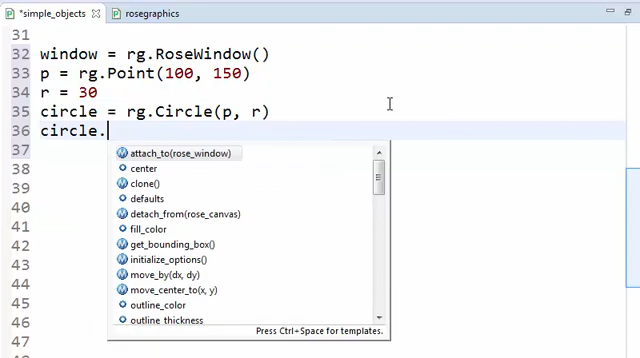 *simple_objects
rosegraphics
31
32 window = rg.RoseWindow()
33 p = rg.Point(100, 150)
34 r = 30
35 circle = rg.Circle(p, r)
36 circle.
37
38
39
40
41
42
43
44
45
46
47
attach_to(rose_window)
center
clone()
defaults
detach_from(rose_canvas)
fill_color
get_bounding_box()
initialize_options()
move_by(dx, dy)
move_center_to(x, y)
outline_color
outline_thickness
Press Ctrl+Space for templates.